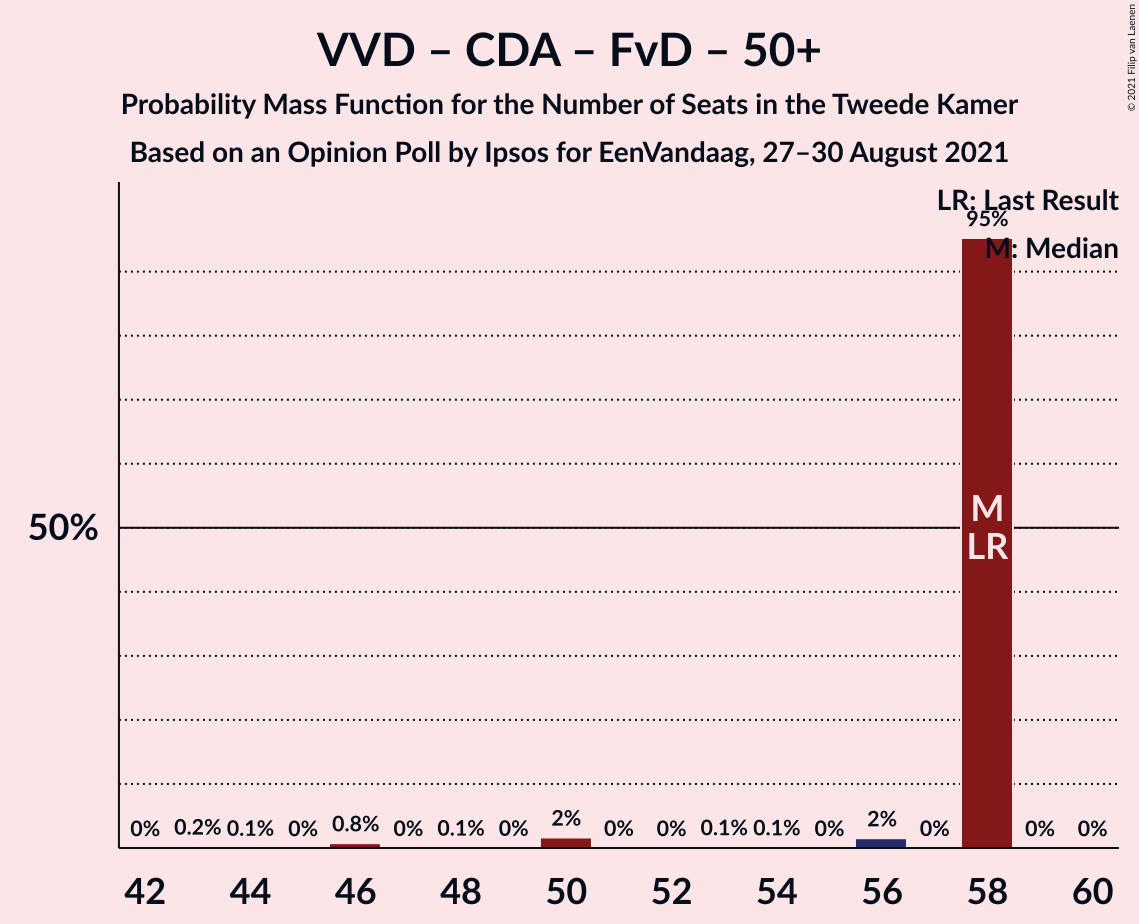 VVD – CDA – FvD – 50+
Probability Mass Function for the Number of Seats in the Tweede Kamer
Based on an Opinion Poll by Ipsos for EenVandaag, 27–30 August 2021
© 2021 Filip van Laenen
LR: Last Result
95%
M: Median
M
LR
50%
0% 0.2% 0.1% 0% 0.8% 0% 0.1% 0% 2% 0% 0% 0.1% 0.1% 0% 2% 0% 0% 0%
42 44 46 48 50 52 54 56 58 60